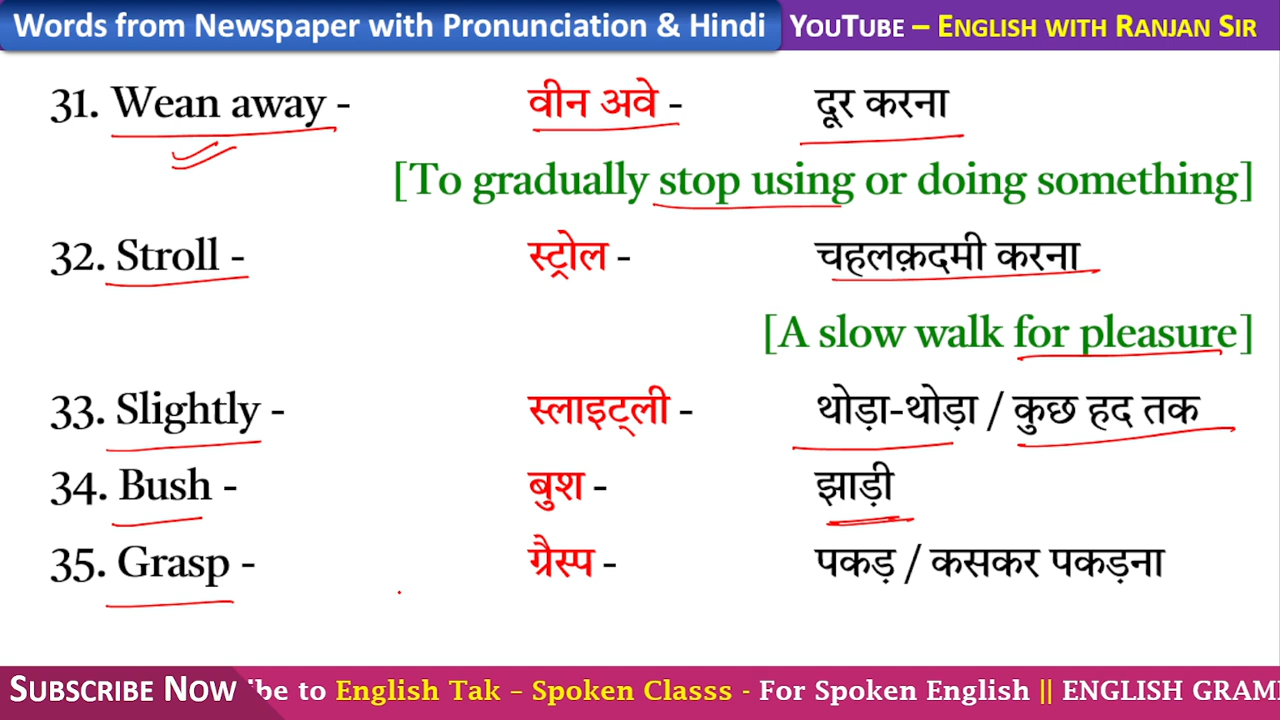 Words from Newspaper with Pronunciation & Hindi YouTube – English with Ranjan Sir
31. Wean away - वीन अवे - दूर करना
[To gradually stop using or doing something]
32. Stroll - स्ट्रोल - चहलक़दमी करना
[A slow walk for pleasure]
33. Slightly - स्लाइट्ली - थोड़ा-थोड़ा / कुछ हद तक
34. Bush - बुश - झाड़ी
35. Grasp - ग्रैस्प - पकड़ / कसकर पकड़ना
Subscribe Now be to English Tak – Spoken Classs - For Spoken English || ENGLISH GRAM